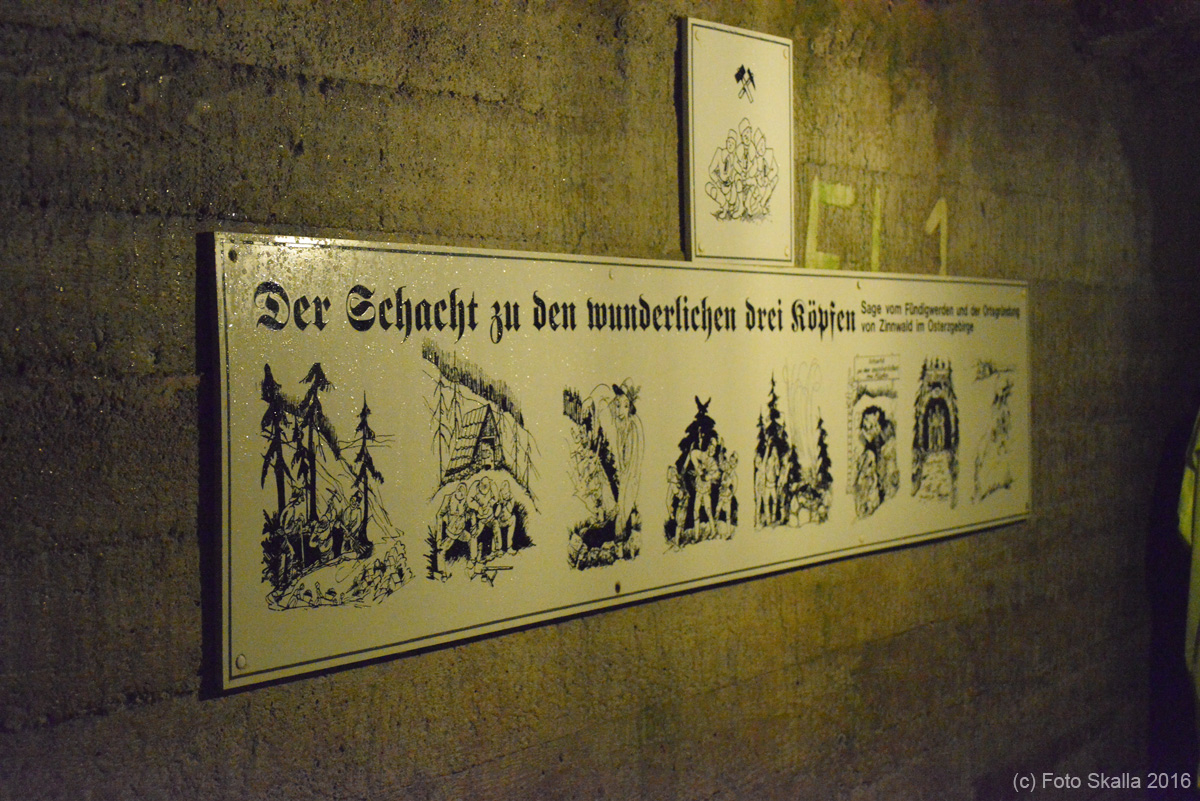 Der Schacht zu den wunderlichen drei Köpfen
Sage vom Fündigwerden und der Ortsgründung
von Zinnwald im Osterzgebirge
(c) Foto Skalla 2016